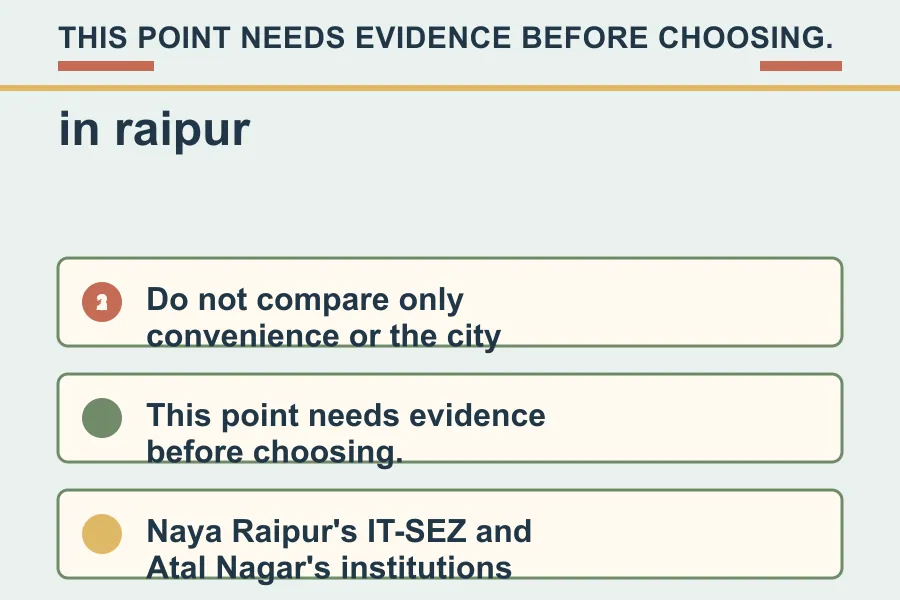 THIS POINT NEEDS EVIDENCE BEFORE CHOOSING.
in raipur
Do not compare only
convenience or the city
This point needs evidence
before choosing.
Naya Raipur's IT-SEZ and
Atal Nagar's institutions